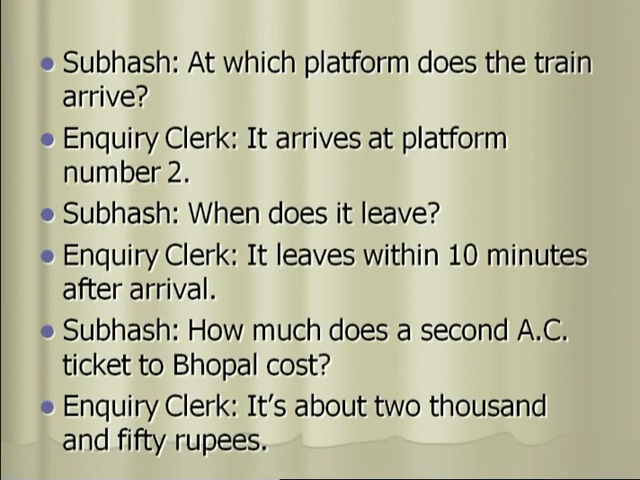 • Subhash: At which platform does the train
arrive?
• Enquiry Clerk: It arrives at platform
number 2.
• Subhash: When does it leave?
• Enquiry Clerk: It leaves within 10 minutes
after arrival.
• Subhash: How much does a second A.C.
ticket to Bhopal cost?
• Enquiry Clerk: It’s about two thousand
and fifty rupees.